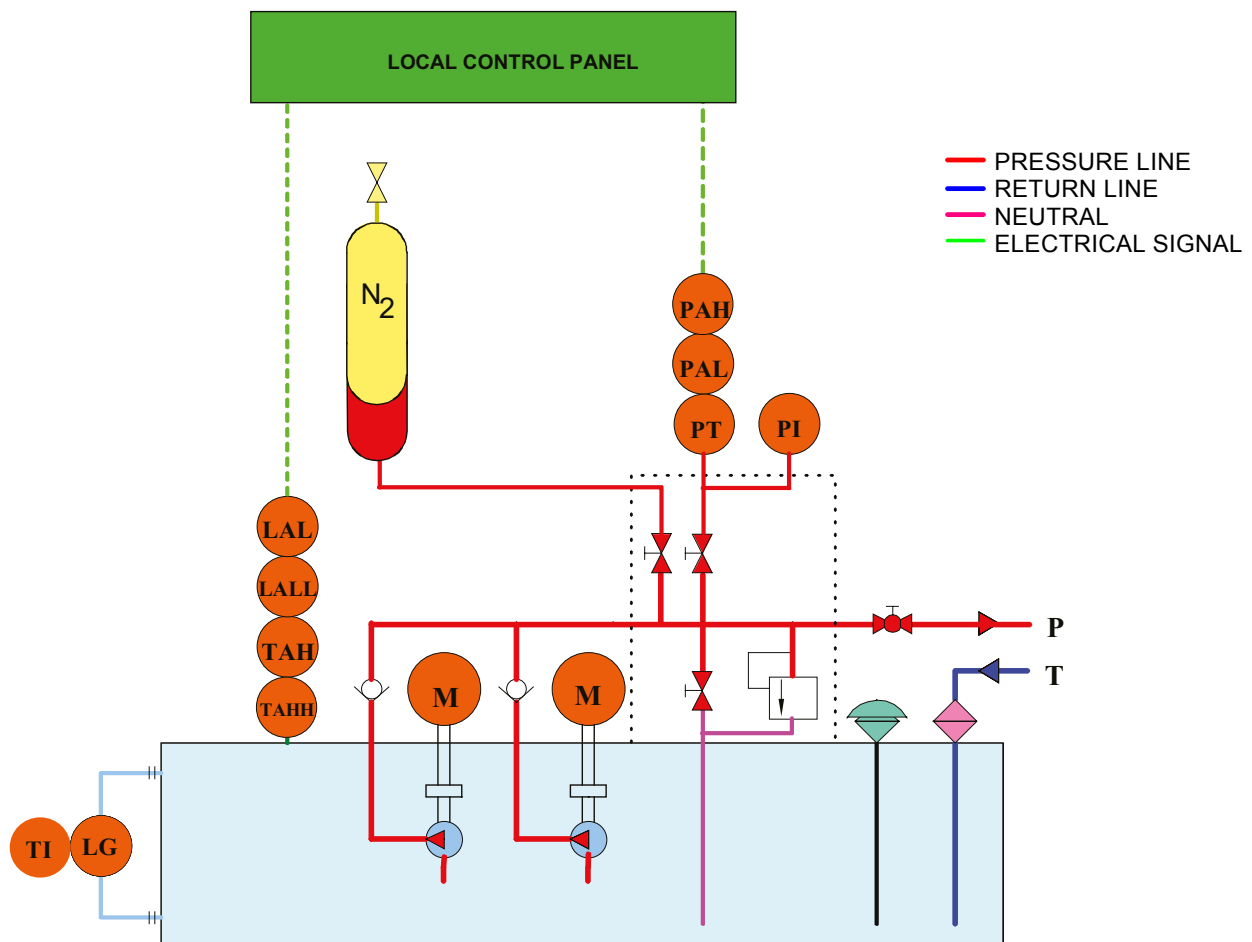 LOCAL CONTROL PANEL
PRESSURE LINE
RETURN LINE
NEUTRAL
ELECTRICAL SIGNAL
N2
PAH
PAL
PT
PI
LAL
LALL
TAH
TAHH
M
M
P
T
TI
LG